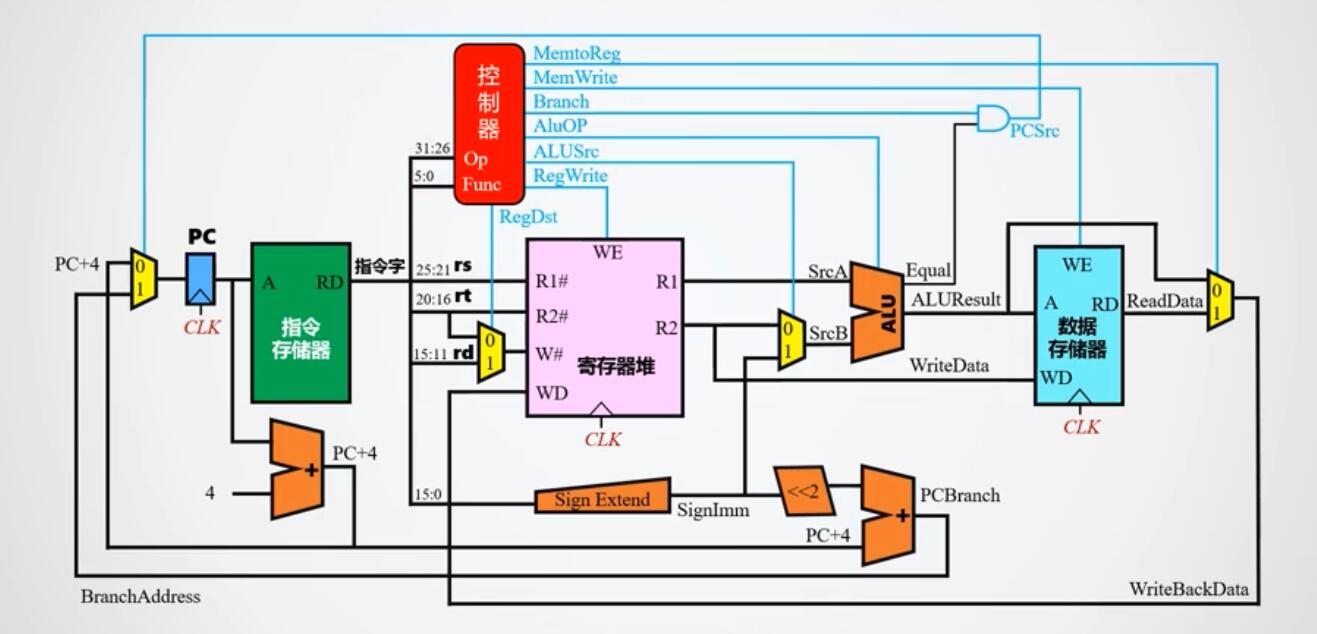 控制器
Op
Func
MemtoReg
MemWrite
Branch
AluOP
ALUSrc
RegWrite
RegDst
PCSrc
31:26
5:0
PC+4
0
1
PC
CLK
A
RD
指令
存储器
指令字
25:21 rs
20:16 rt
15:11 rd
0
1
WE
R1#
R1
R2#
R2
W#
寄存器堆
WD
CLK
0
1
SrcA
SrcB
ALU
Equal
ALUResult
WriteData
WE
A
RD
数据
存储器
WD
CLK
ReadData
0
1
4
+
PCBranch
PC+4
15:0
Sign Extend
SignImm
<<2
+
PC+4
BranchAddress
WriteBackData